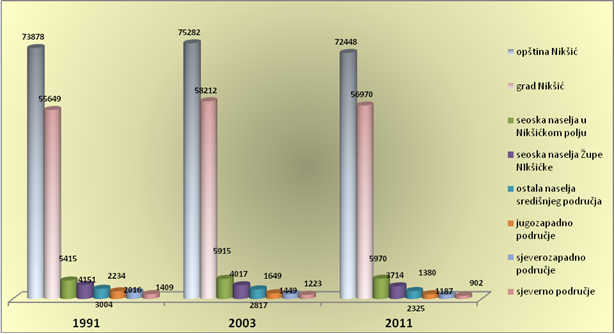 73878
55649
5415
4151
3004
2234
2016
1409
75282
58212
5915
4017
2817
1649
1449
1223
72448
56970
5970
3714
2325
1380
1187
902
1991
2003
2011
opština Nikšić
grad Nikšić
seoska naselja u
Nikšićkom polju
seoska naselja Župe
NIkšićke
ostala naselja
središnjeg područja
jugozapadno
područje
sjeverozapadno
područje
sjeverno područje